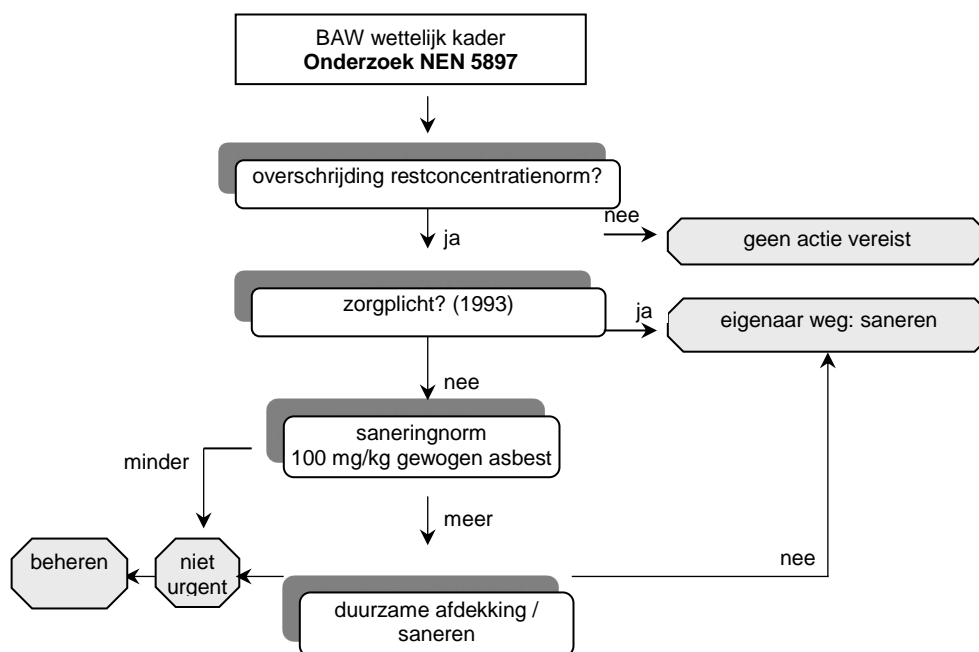 BAW wettelijk kader
Onderzoek NEN 5897
overschrijding restconcentratienorm?
nee
geen actie vereist
ja
zorgplicht? (1993)
ja
eigenaar weg: saneren
nee
saneringnorm
100 mg/kg gewogen asbest
minder
meer
nee
beheren
niet
urgent
duurzame afdekking /
saneren